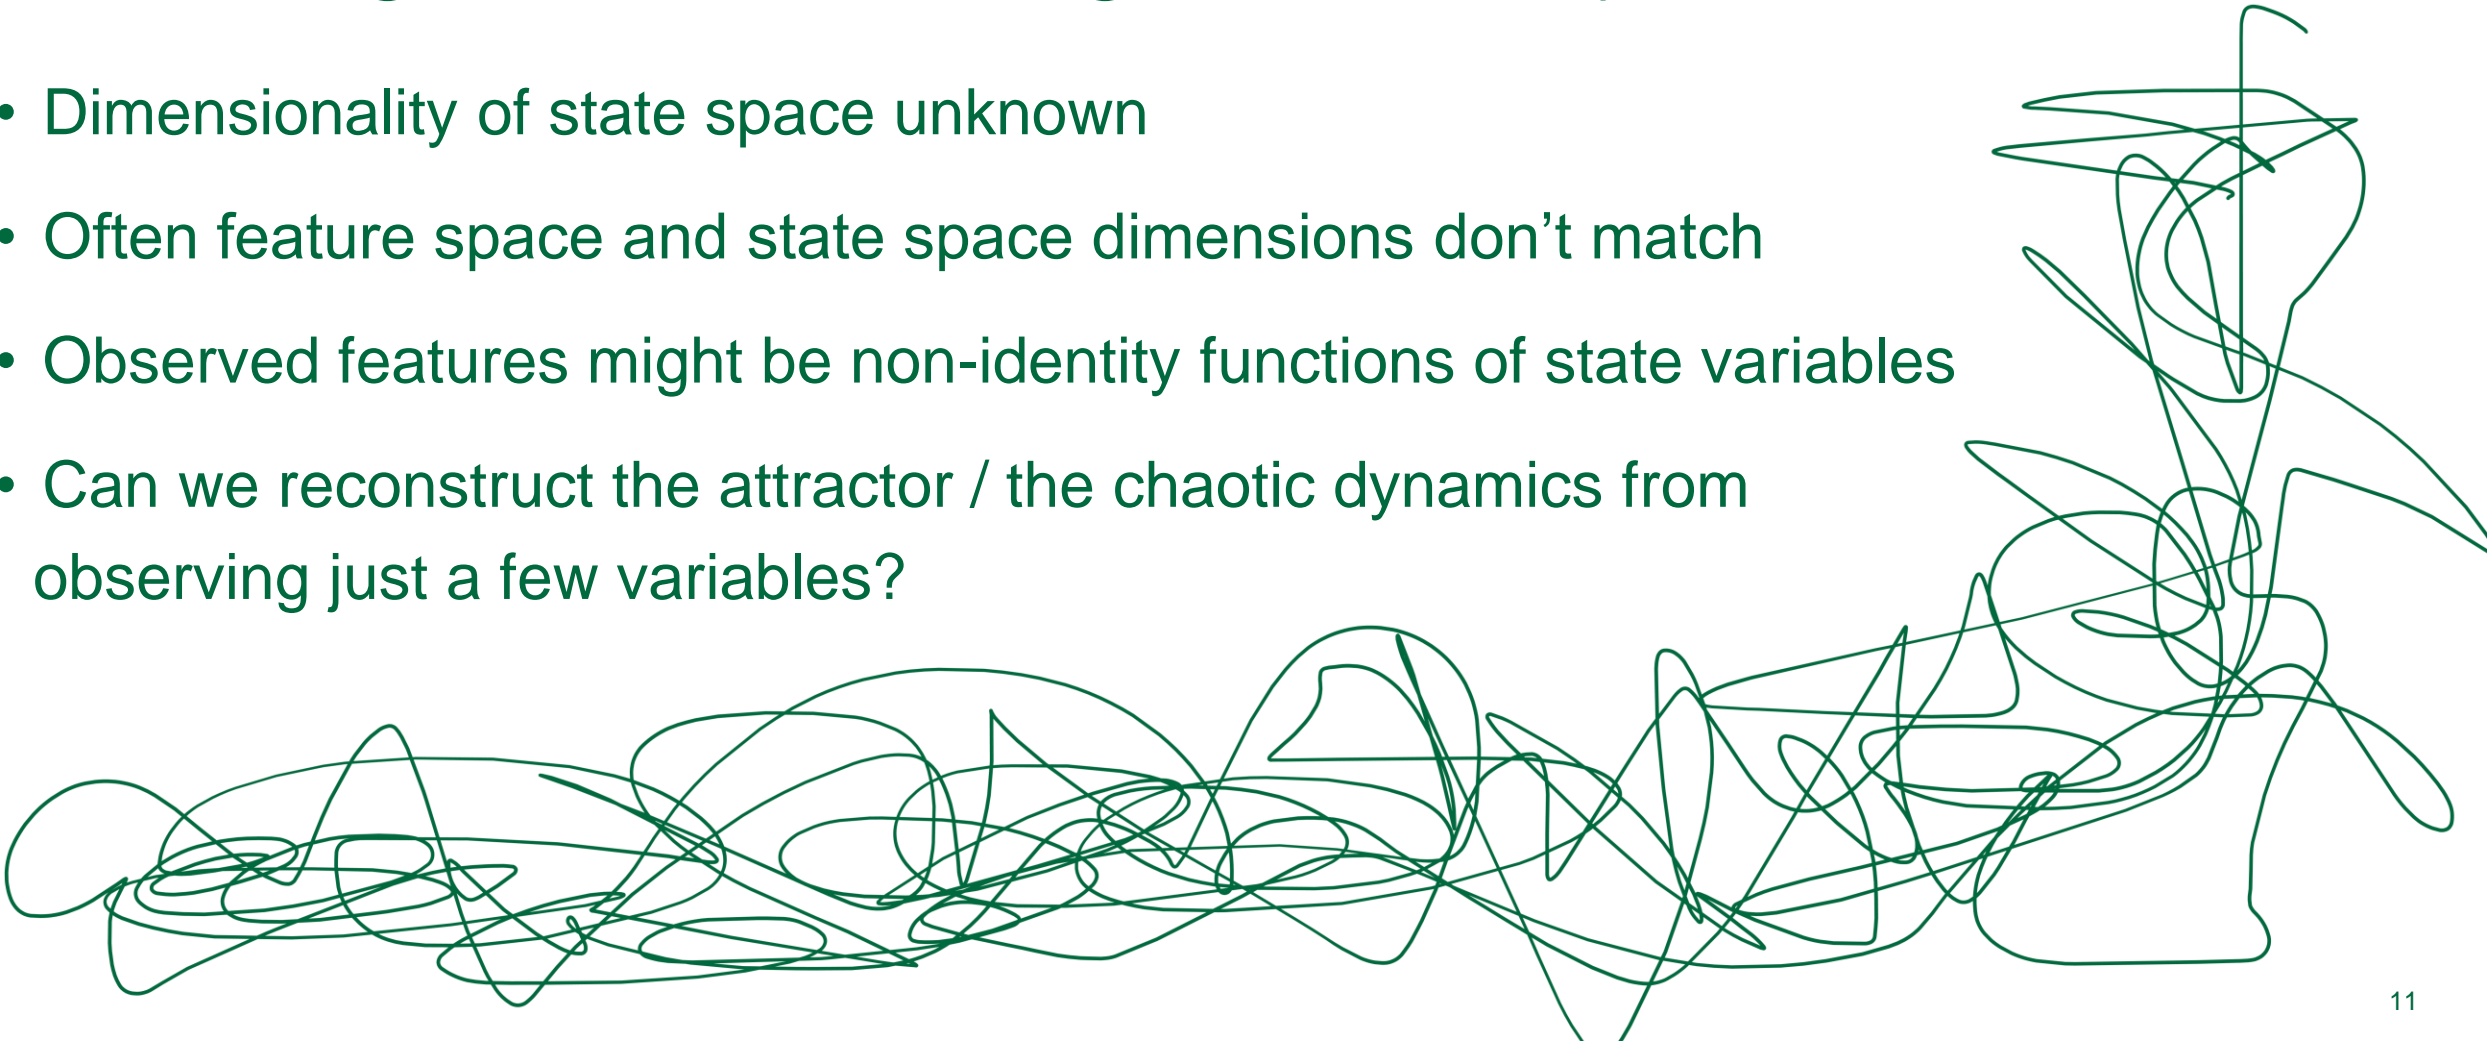 • Dimensionality of state space unknown
• Often feature space and state space dimensions don’t match
• Observed features might be non-identity functions of state variables
• Can we reconstruct the attractor / the chaotic dynamics from
observing just a few variables?
11